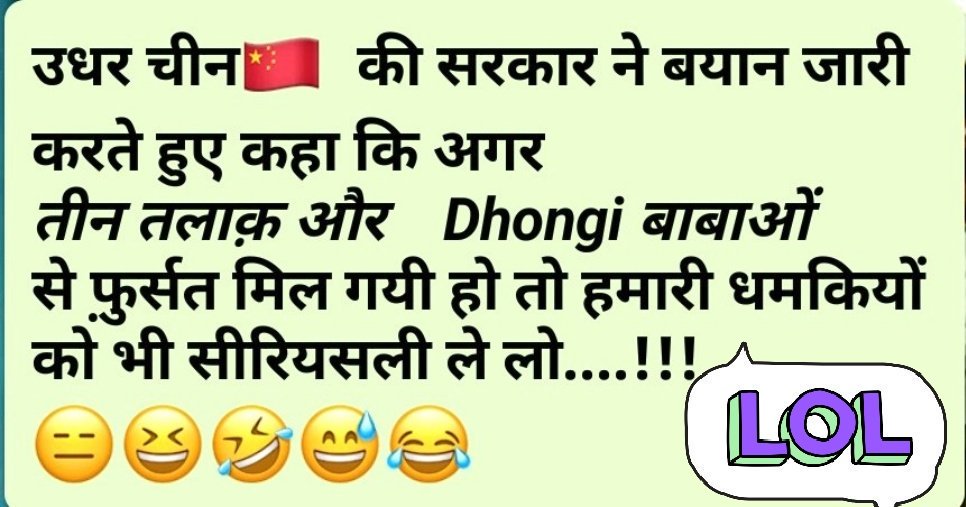 उधर चीन🇨🇳 की सरकार ने बयान जारी
करते हुए कहा कि अगर
तीन तलाक़ और Dhongi बाबाओं
से फ़ुर्सत मिल गयी हो तो हमारी धमकियों
को भी सीरियसली ले लो....!!!
😑😆🤣😅😂
LOL